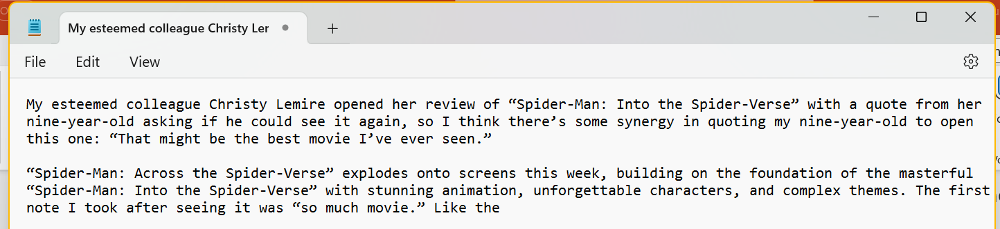 My esteemed colleague Christy Ler
File Edit View
My esteemed colleague Christy Lemire opened her review of “Spider-Man: Into the Spider-Verse” with a quote from her
nine-year-old asking if he could see it again, so I think there’s some synergy in quoting my nine-year-old to open
this one: “That might be the best movie I’ve ever seen.”
“Spider-Man: Across the Spider-Verse” explodes onto screens this week, building on the foundation of the masterful
“Spider-Man: Into the Spider-Verse” with stunning animation, unforgettable characters, and complex themes. The first
note I took after seeing it was “so much movie.” Like the